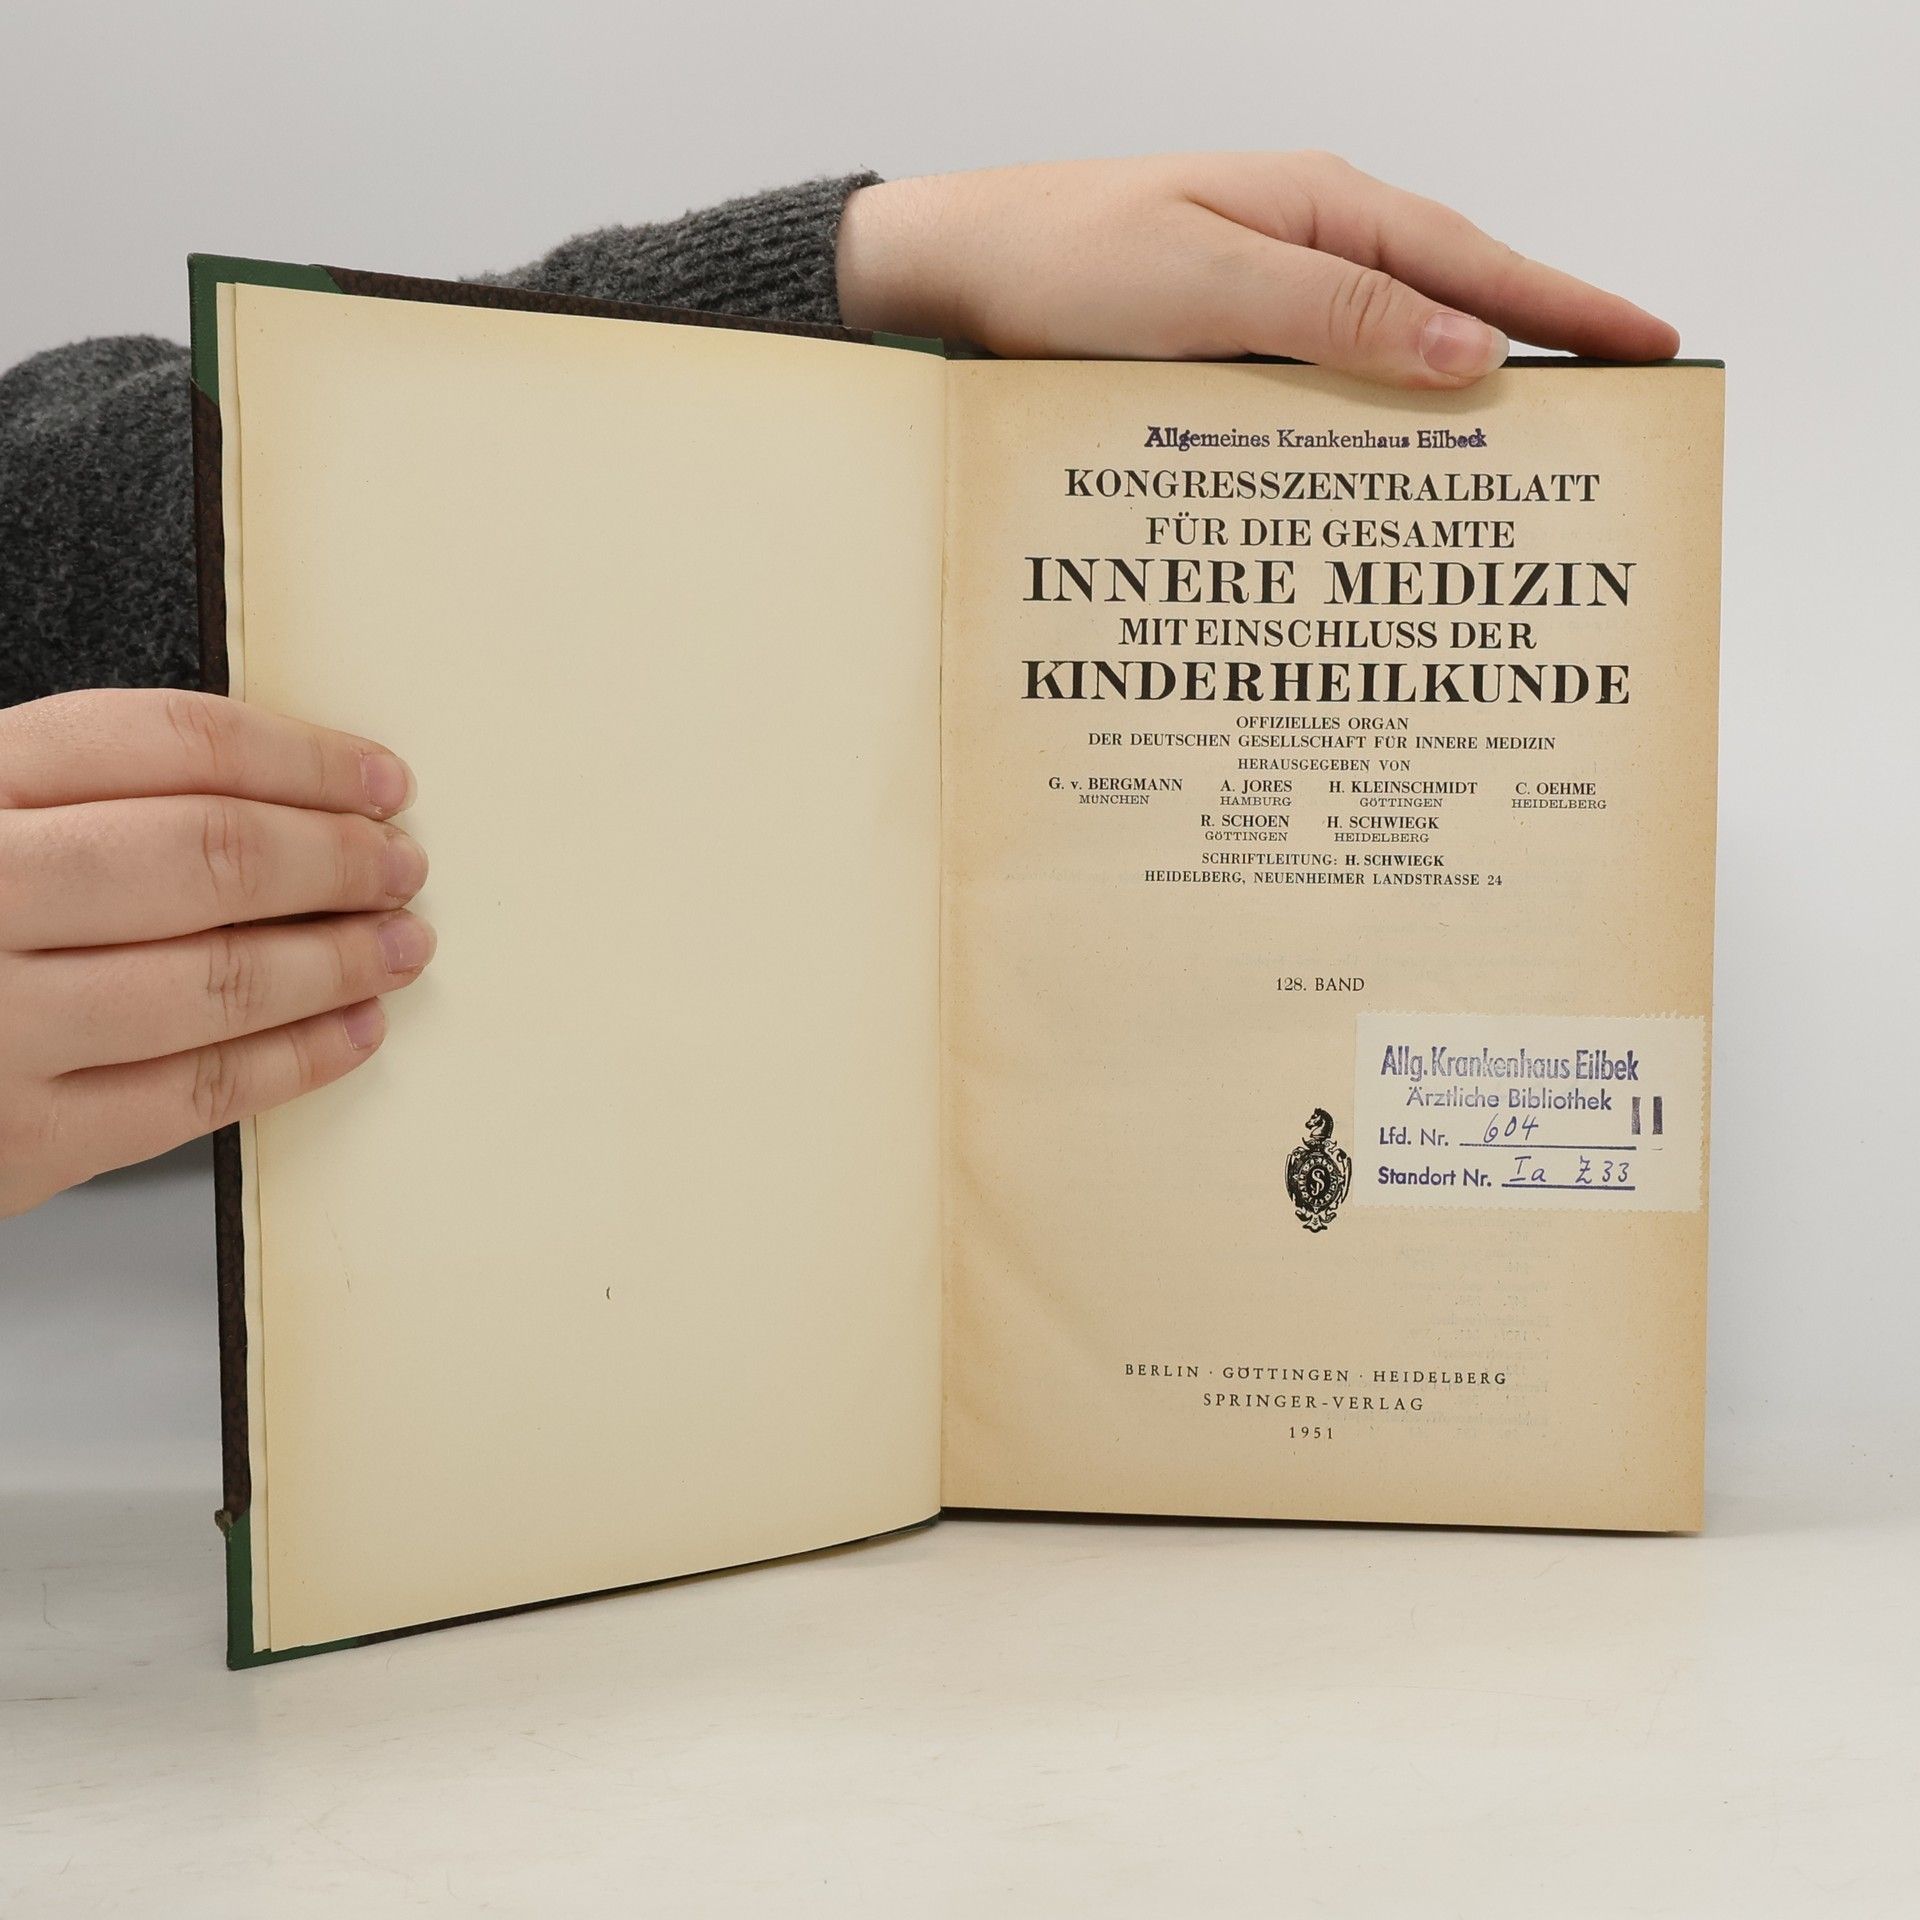 Allgemeines Krankenhaus Eilbeck
KONGRESSZENTRALBLATT
FÜR DIE GESAMTE
INNERE MEDIZIN
MIT EINSCHLUSS DER
KINDERHEILKUNDE
OFFIZIELLES ORGAN
DER DEUTSCHEN GESELLSCHAFT FÜR INNERE MEDIZIN
HERAUSGEGEBEN VON
G. v. BERGMANN A. JORES H. KLEINSCHMIDT C. OEHME
MÜNCHEN HAMBURG GÖTTINGEN HEIDELBERG
R. SCHOEN H. SCHWIEGK
GÖTTINGEN HEIDELBERG
SCHRIFTLEITUNG: H. SCHWIEGK
HEIDELBERG, NEUENHEIMER LANDSTRASSE 24
128. BAND
Allg. Krankenhaus Eilbek
Ärztliche Bibliothek II
Lfd. Nr. 604
Standort Nr. Ia Z 33
BERLIN · GÖTTINGEN · HEIDELBERG
SPRINGER-VERLAG
1951